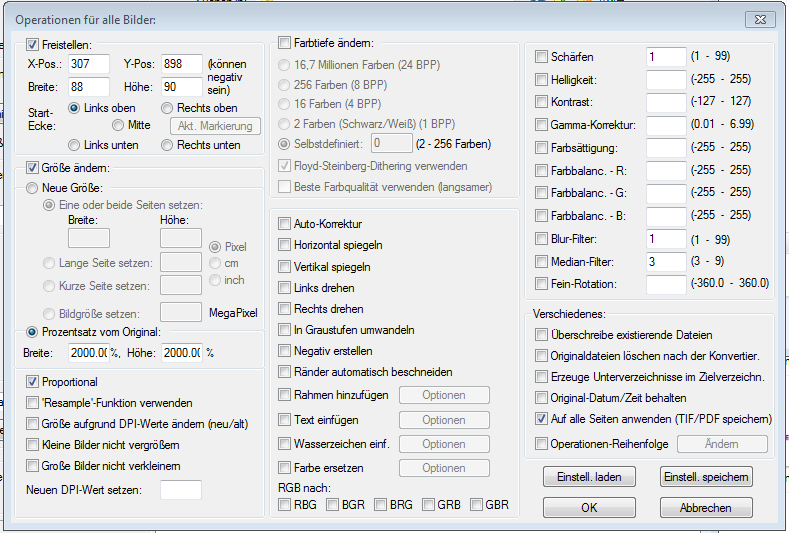 Operationen für alle Bilder:
Freistellen:
X-Pos.: 307 Y-Pos: 898 (können negativ sein)
Breite: 88 Höhe: 90
Start-Ecke:
Links oben Rechts oben
Mitte Akt. Markierung
Links unten Rechts unten
Größe ändern:
Neue Größe:
Eine oder beide Seiten setzen:
Breite: Höhe:
Pixel
cm
inch
Lange Seite setzen:
Kurze Seite setzen:
Bildgröße setzen: MegaPixel
Prozentsatz vom Original:
Breite: 2000.00 %, Höhe: 2000.00 %
Proportional
'Resample'-Funktion verwenden
Größe aufgrund DPI-Werte ändern (neu/alt)
Kleine Bilder nicht vergrößern
Große Bilder nicht verkleinern
Neuen DPI-Wert setzen:
Farbtiefe ändern:
16,7 Millionen Farben (24 BPP)
256 Farben (8 BPP)
16 Farben (4 BPP)
2 Farben (Schwarz/Weiß) (1 BPP)
Selbstdefiniert: 0 (2 - 256 Farben)
Floyd-Steinberg-Dithering verwenden
Beste Farbqualität verwenden (langsamer)
Auto-Korrektur
Horizontal spiegeln
Vertikal spiegeln
Links drehen
Rechts drehen
In Graustufen umwandeln
Negativ erstellen
Ränder automatisch beschneiden
Rahmen hinzufügen Optionen
Text einfügen Optionen
Wasserzeichen einf. Optionen
Farbe ersetzen Optionen
RGB nach:
RBG BGR BRG GRB GBR
Schärfen 1 (1 - 99)
Helligkeit: (-255 - 255)
Kontrast: (-127 - 127)
Gamma-Korrektur: (0.01 - 6.99)
Farbsättigung: (-255 - 255)
Farbbalanc. - R: (-255 - 255)
Farbbalanc. - G: (-255 - 255)
Farbbalanc. - B: (-255 - 255)
Blur-Filter: 1 (1 - 99)
Median-Filter: 3 (3 - 9)
Fein-Rotation: (-360.0 - 360.0)
Verschiedenes:
Überschreibe existierende Dateien
Originaldateien löschen nach der Konvertier.
Erzeuge Unterverzeichnisse im Zielverzeichn.
Original-Datum/Zeit behalten
Auf alle Seiten anwenden (TIF/PDF speichern)
Operationen-Reihenfolge Ändern
Einstell. laden Einstell. speichern
OK Abbrechen